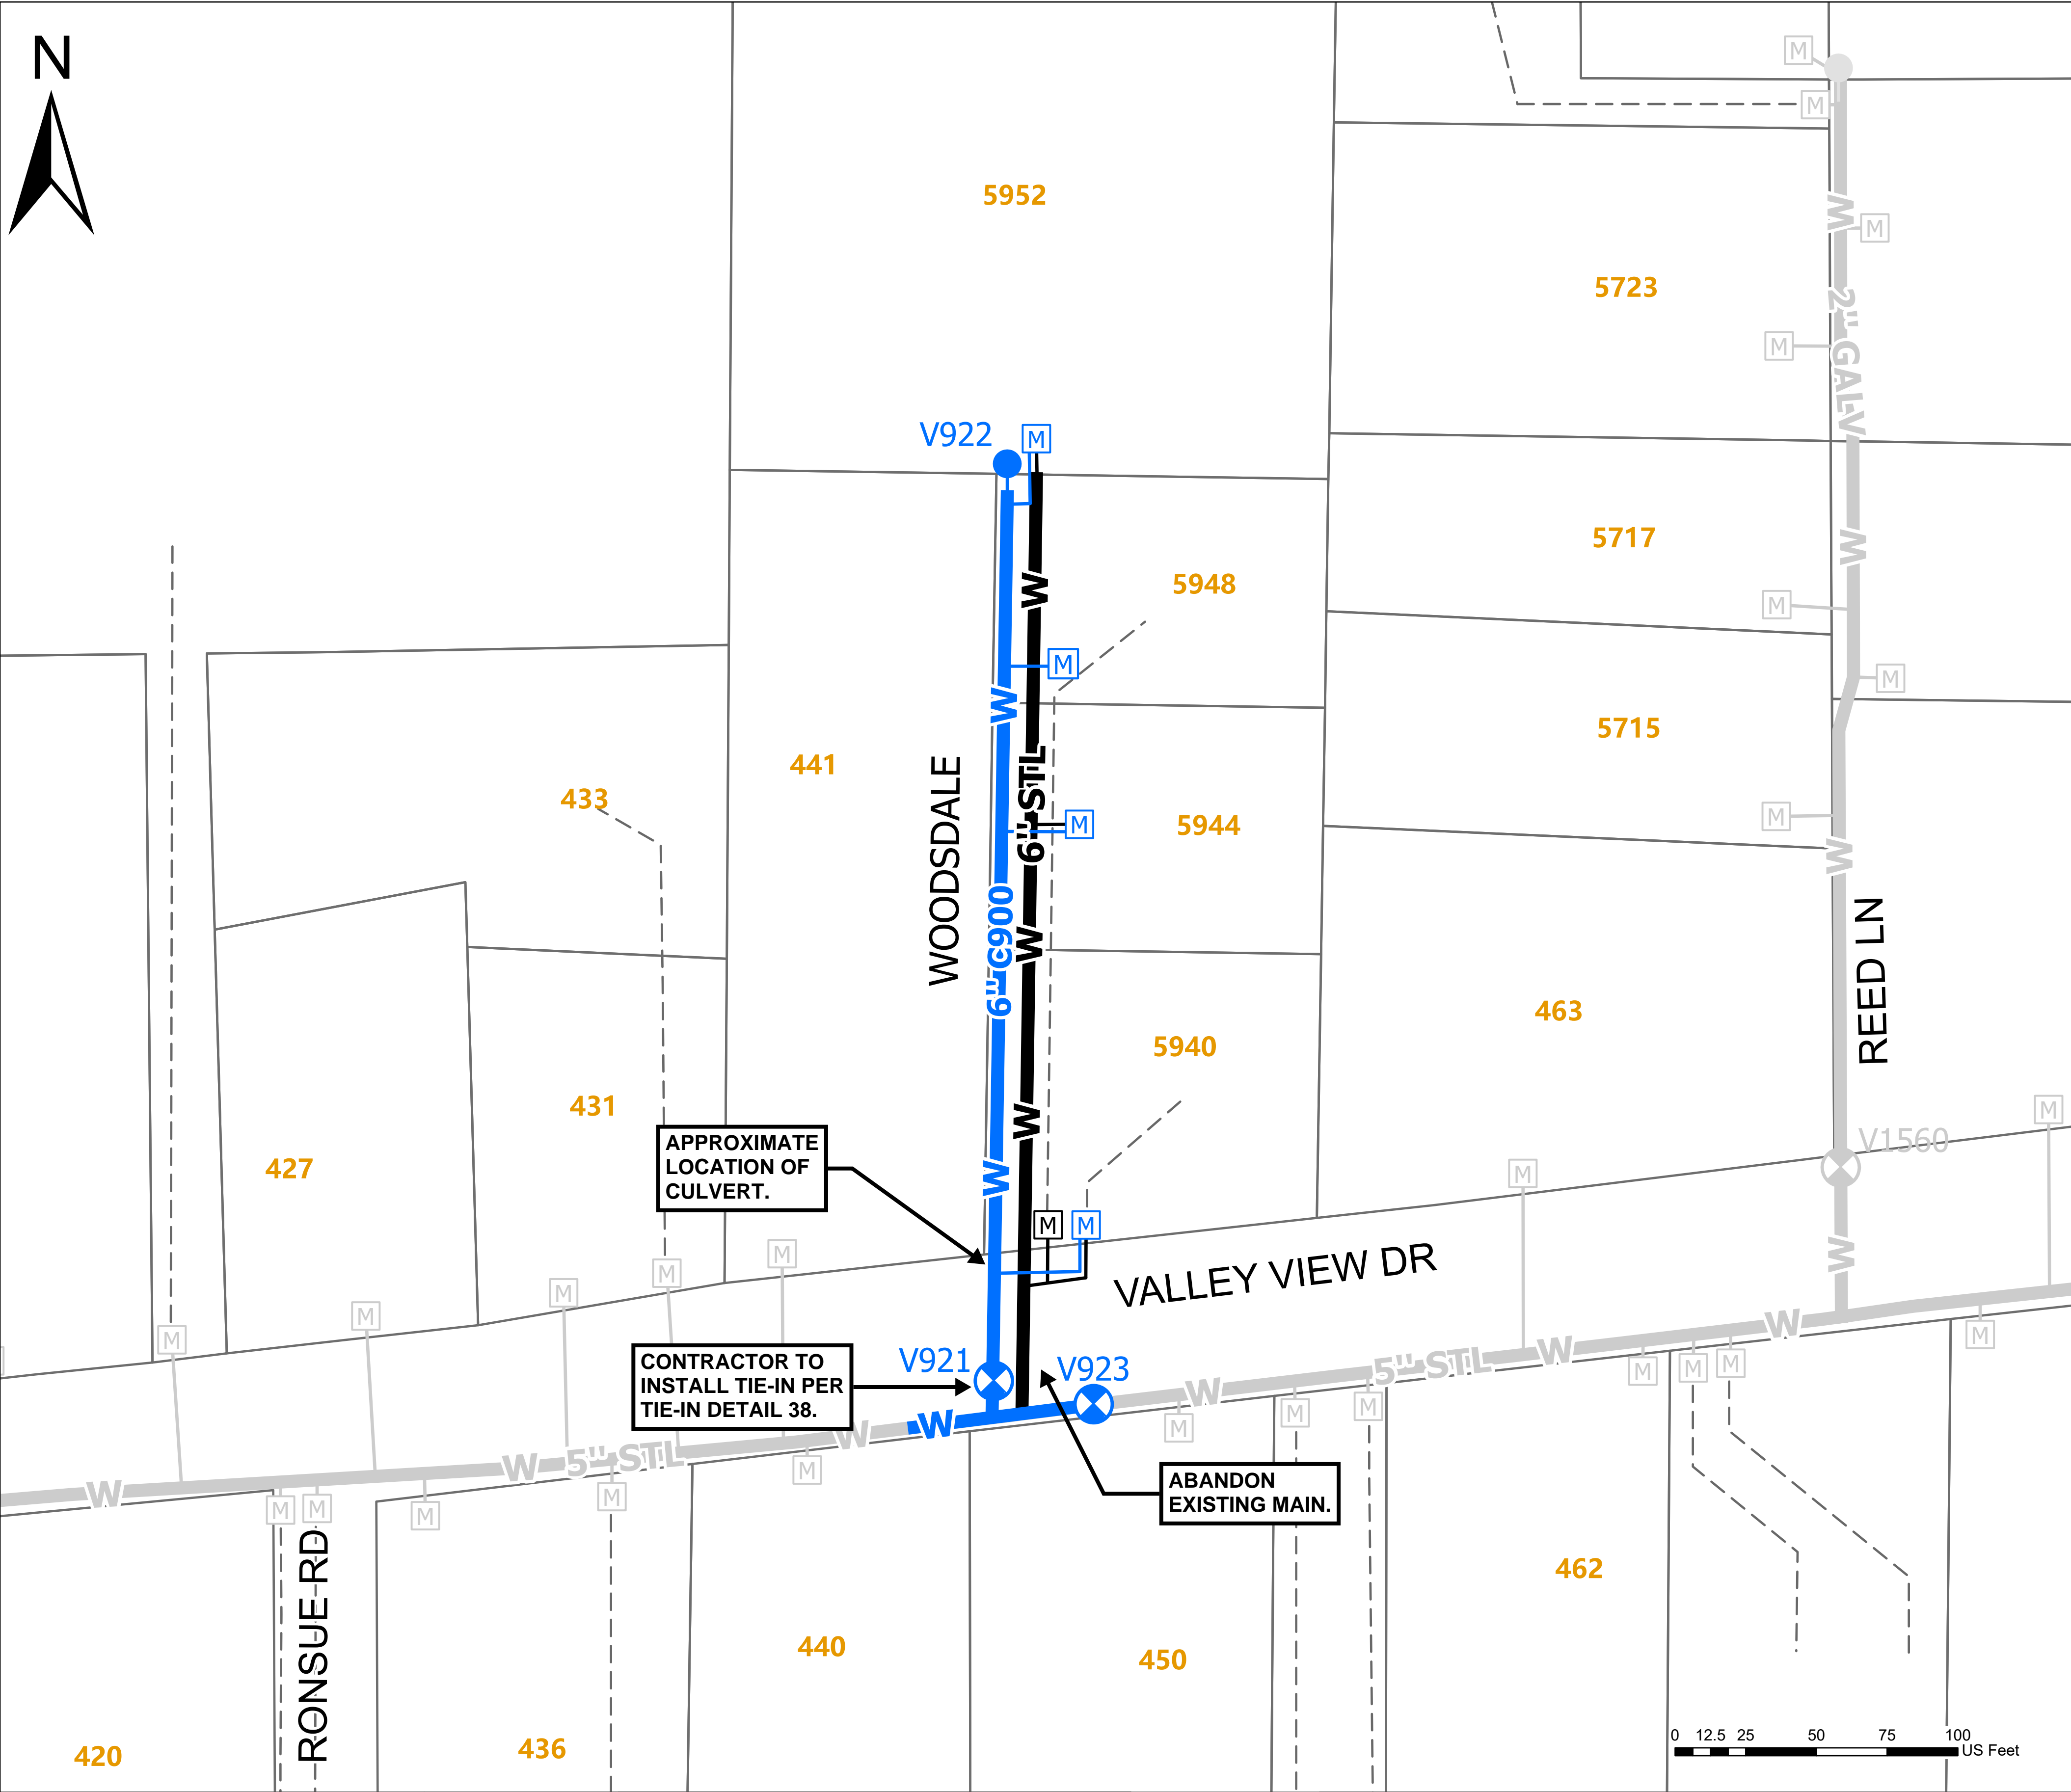 N
M
M
5952
W
M
5723
2" GALV
M
V922
M
W
5717
5948
W
M
M
M
W
5715
441
WOODSDALE
6" STL
433
M
5944
M
W
6" C900
W
REED LN
463
5940
431
W
M
APPROXIMATE
LOCATION OF
CULVERT.
V1560
427
W
M
M
M
VALLEY VIEW DR
M
M
W
M
M
M
W
M
CONTRACTOR TO
INSTALL TIE-IN PER
TIE-IN DETAIL 38.
V921
V923
5" STL
W
M
M
M
M
W
M
M
W
W
M
W
5" STL
W
M
ABANDON
EXISTING MAIN.
M
M
M
M
RONSUE RD
462
440
450
420
436
0 12.5 25 50 75 100
US Feet